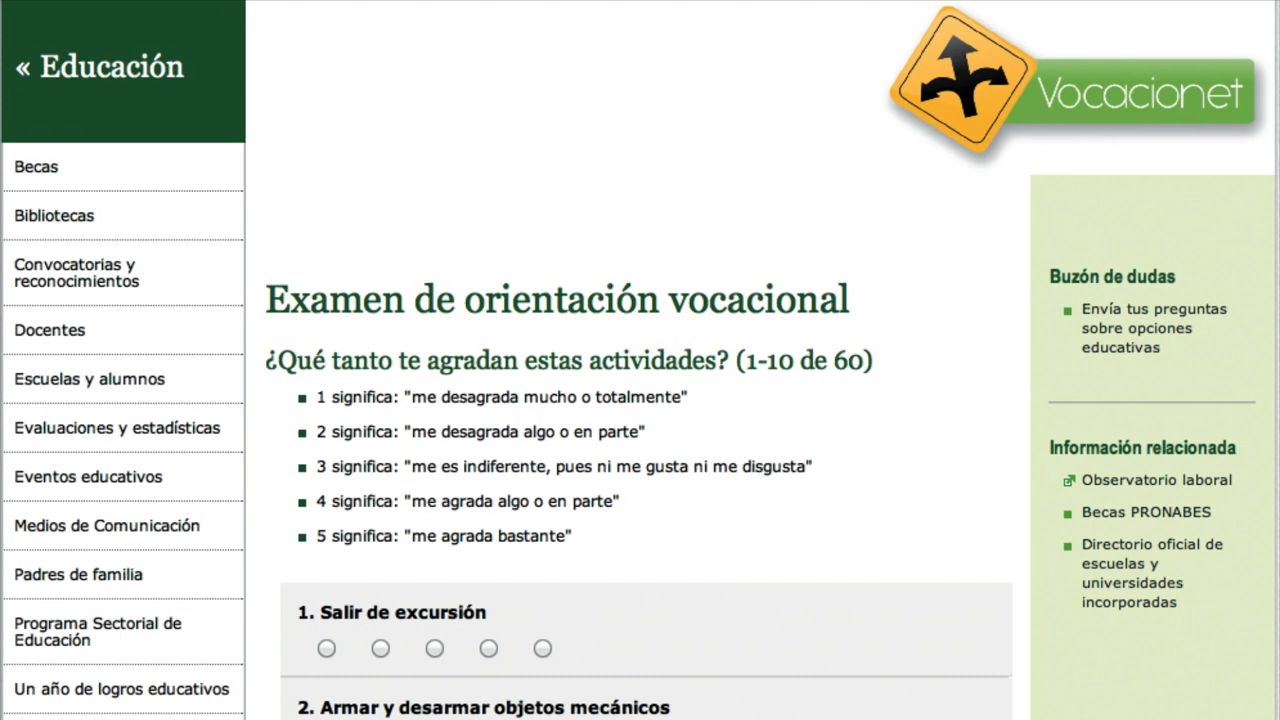 « Educación
Becas
Bibliotecas
Convocatorias y
reconocimientos
Docentes
Escuelas y alumnos
Evaluaciones y estadísticas
Eventos educativos
Medios de Comunicación
Padres de familia
Programa Sectorial de
Educación
Un año de logros educativos
Vocacionet
Examen de orientación vocacional
¿Qué tanto te agradan estas actividades? (1-10 de 60)
1 significa: "me desagrada mucho o totalmente"
2 significa: "me desagrada algo o en parte"
3 significa: "me es indiferente, pues ni me gusta ni me disgusta"
4 significa: "me agrada algo o en parte"
5 significa: "me agrada bastante"
1. Salir de excursión
2. Armar y desarmar objetos mecánicos
Buzón de dudas
Envía tus preguntas
sobre opciones
educativas
Información relacionada
Observatorio laboral
Becas PRONABES
Directorio oficial de
escuelas y
universidades
incorporadas